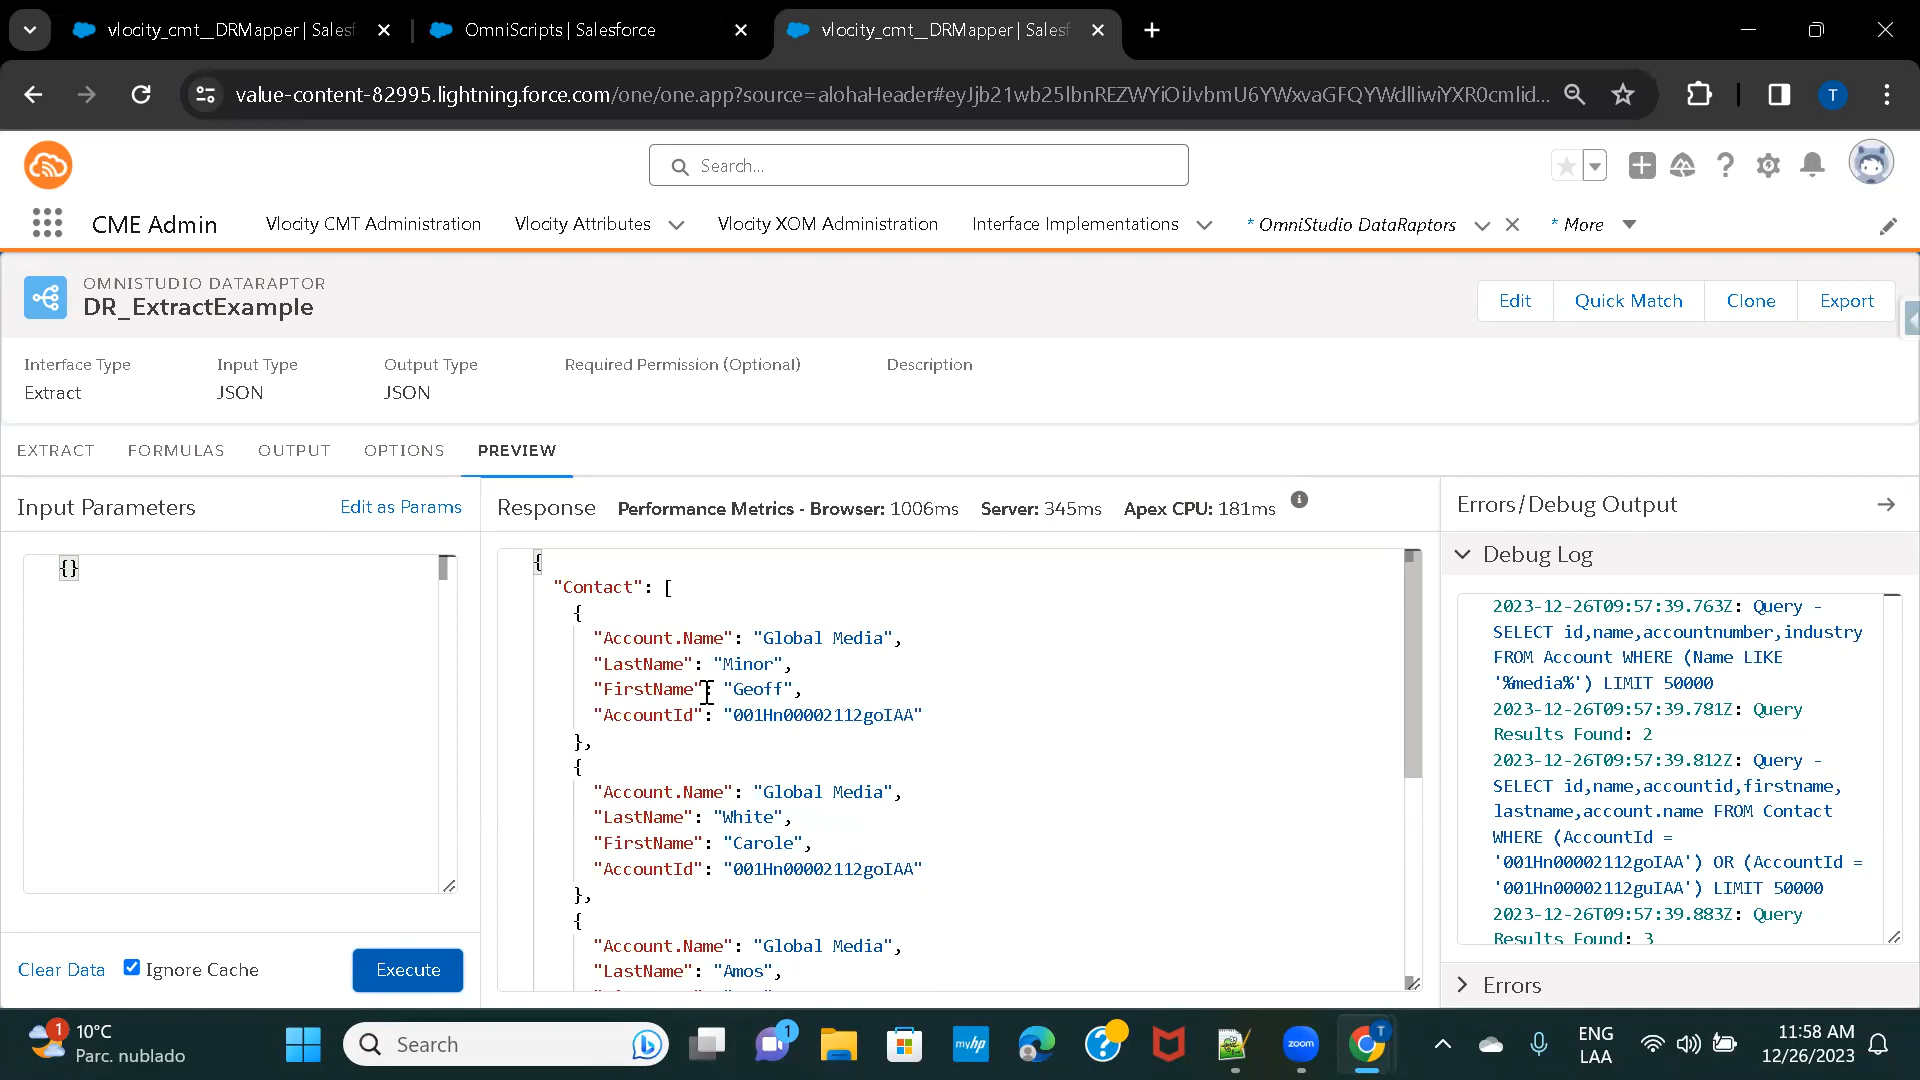 vlocity_cmt__DRMapper | Salesf
OmniScripts | Salesforce
vlocity_cmt__DRMapper | Salesf
value-content-82995.lightning.force.com/one/one.app?source=alohaHeader#
T
Search...
CME Admin
Vlocity CMT Administration
Vlocity Attributes
Vlocity XOM Administration
Interface Implementations
* OmniStudio DataRaptors
* More
OMNISTUDIO DATARAPTOR
DR_ExtractExample
Edit
Quick Match
Clone
Export
Interface Type
Input Type
Output Type
Required Permission (Optional)
Description
Extract
JSON
JSON
EXTRACT
FORMULAS
OUTPUT
OPTIONS
PREVIEW
Input Parameters
Edit as Params
{}
Clear Data
Ignore Cache
Execute
Response
Performance Metrics - Browser: 1006ms
Server: 345ms
Apex CPU: 181ms
{
"Contact": [
{
"Account.Name": "Global Media",
"LastName": "Minor",
"FirstName": "Geoff",
"AccountId": "001Hn00002112goIAA"
},
{
"Account.Name": "Global Media",
"LastName": "White",
"FirstName": "Carole",
"AccountId": "001Hn00002112goIAA"
},
{
"Account.Name": "Global Media",
"LastName": "Amos",
Errors/Debug Output
Debug Log
2023-12-26T09:57:39.763Z: Query -
SELECT id,name,accountnumber,industry
FROM Account WHERE (Name LIKE
'%media%') LIMIT 50000
2023-12-26T09:57:39.781Z: Query
Results Found: 2
2023-12-26T09:57:39.812Z: Query -
SELECT id,name,accountid,firstname,
lastname,account.name FROM Contact
WHERE (AccountId =
'001Hn00002112goIAA') OR (AccountId =
'001Hn00002112guIAA') LIMIT 50000
2023-12-26T09:57:39.883Z: Query
Results Found: 3
Errors
1
10°C
Parc. nublado
Search
1
myhp
zoom
T
ENG
LAA
11:58 AM
12/26/2023